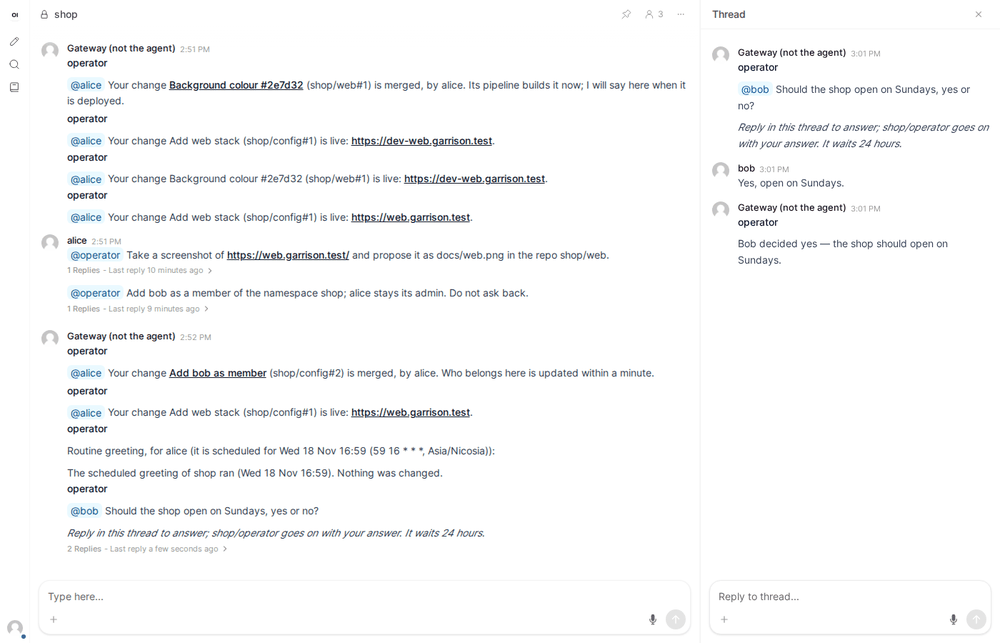 OI
shop
3
Gateway (not the agent) 2:51 PM
operator
@alice Your change Background colour #2e7d32 (shop/web#1) is merged, by alice. Its pipeline builds it now; I will say here when it
is deployed.
operator
@alice Your change Add web stack (shop/config#1) is live: https://dev-web.garrison.test.
operator
@alice Your change Background colour #2e7d32 (shop/web#1) is live: https://dev-web.garrison.test.
operator
@alice Your change Add web stack (shop/config#1) is live: https://web.garrison.test.
alice 2:51 PM
@operator Take a screenshot of https://web.garrison.test/ and propose it as docs/web.png in the repo shop/web.
1 Replies - Last reply 10 minutes ago
@operator Add bob as a member of the namespace shop; alice stays its admin. Do not ask back.
1 Replies - Last reply 9 minutes ago
Gateway (not the agent) 2:52 PM
operator
@alice Your change Add bob as member (shop/config#2) is merged, by alice. Who belongs here is updated within a minute.
operator
@alice Your change Add web stack (shop/config#1) is live: https://web.garrison.test.
operator
Routine greeting, for alice (it is scheduled for Wed 18 Nov 16:59 (59 16 * * *, Asia/Nicosia)):
The scheduled greeting of shop ran (Wed 18 Nov 16:59). Nothing was changed.
operator
@bob Should the shop open on Sundays, yes or no?
Reply in this thread to answer; shop/operator goes on with your answer. It waits 24 hours.
2 Replies - Last reply a few seconds ago
Type here...
Thread
Gateway (not the agent) 3:01 PM
operator
@bob Should the shop open on Sundays, yes or
no?
Reply in this thread to answer; shop/operator goes on
with your answer. It waits 24 hours.
bob 3:01 PM
Yes, open on Sundays.
Gateway (not the agent) 3:01 PM
operator
Bob decided yes — the shop should open on
Sundays.
Reply to thread...